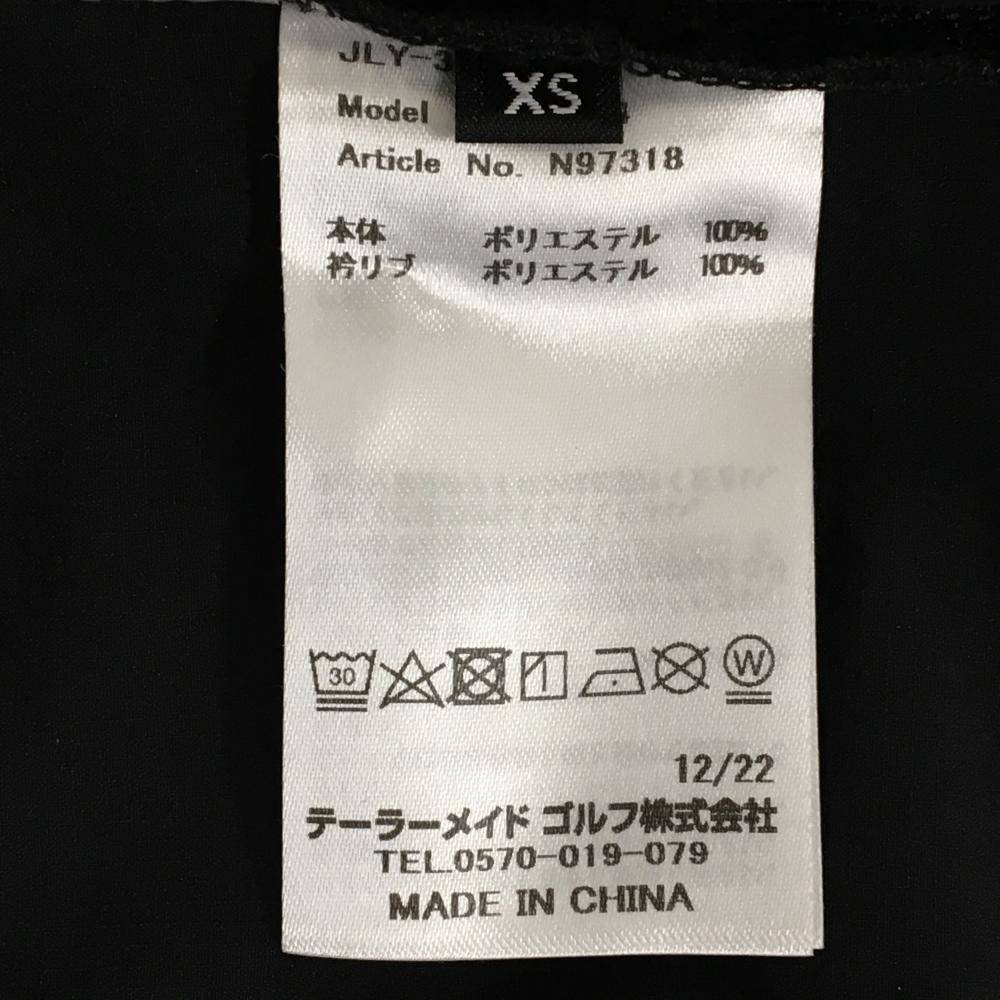 JLY-3
XS
Model
Article No. N97318
本体 ポリエステル 100%
衿リブ ポリエステル 100%
30 W
12/22
テーラーメイド ゴルフ株式会社
TEL.0570-019-079
MADE IN CHINA